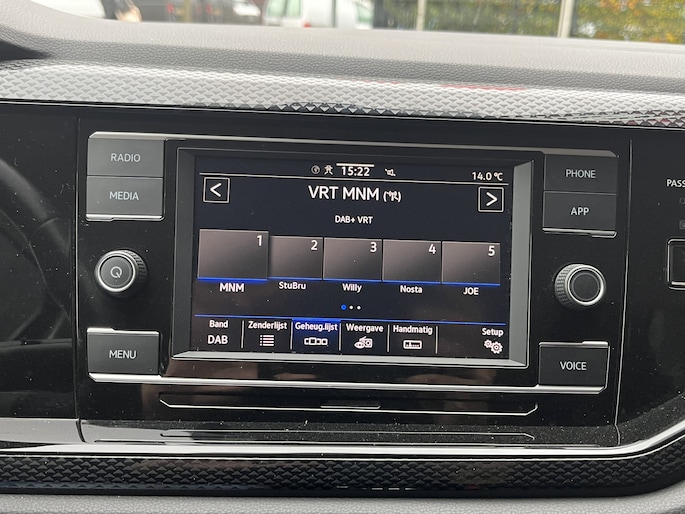 RADIO
MEDIA
MENU
15:22
14.0 °C
<
VRT MNM
>
DAB+ VRT
1
2
3
4
5
MNM
StuBru
Willy
Nosta
JOE
Band
DAB
Zenderlijst
Geheug.lijst
Weergave
Handmatig
Setup
PHONE
APP
VOICE
PASS